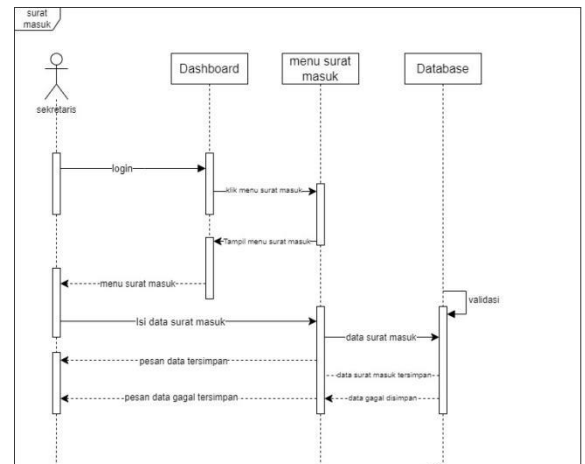 surat
masuk
Dashboard
menu surat
masuk
Database
sekretaris
login
klik menu surat masuk
Tampil menu surat masuk
menu surat masuk
validasi
Isi data surat masuk
data surat masuk
pesan data tersimpan
data surat masuk tersimpan
pesan data gagal tersimpan
data gagal disimpan